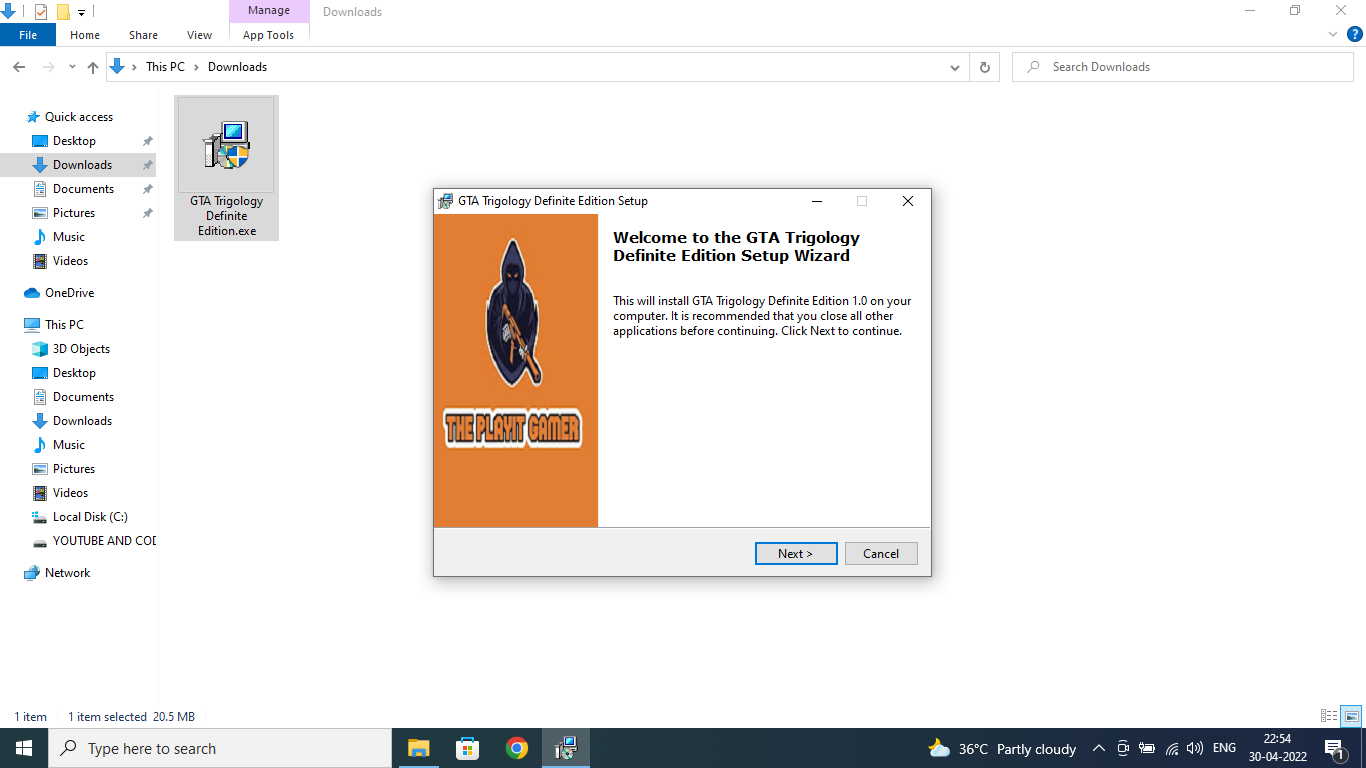 Manage
Downloads
File
Home
Share
View
App Tools
This PC
Downloads
Search Downloads
Quick access
Desktop
Downloads
Documents
Pictures
Music
Videos
OneDrive
This PC
3D Objects
Desktop
Documents
Downloads
Music
Pictures
Videos
Local Disk (C:)
YOUTUBE AND COD
Network
GTA Trigology
Definite
Edition.exe
GTA Trigology Definite Edition Setup
THE PLAYIT GAMER
Welcome to the GTA Trigology
Definite Edition Setup Wizard
This will install GTA Trigology Definite Edition 1.0 on your
computer. It is recommended that you close all other
applications before continuing. Click Next to continue.
Next >
Cancel
1 item
1 item selected 20.5 MB
Type here to search
36°C Partly cloudy
ENG
22:54
30-04-2022
1